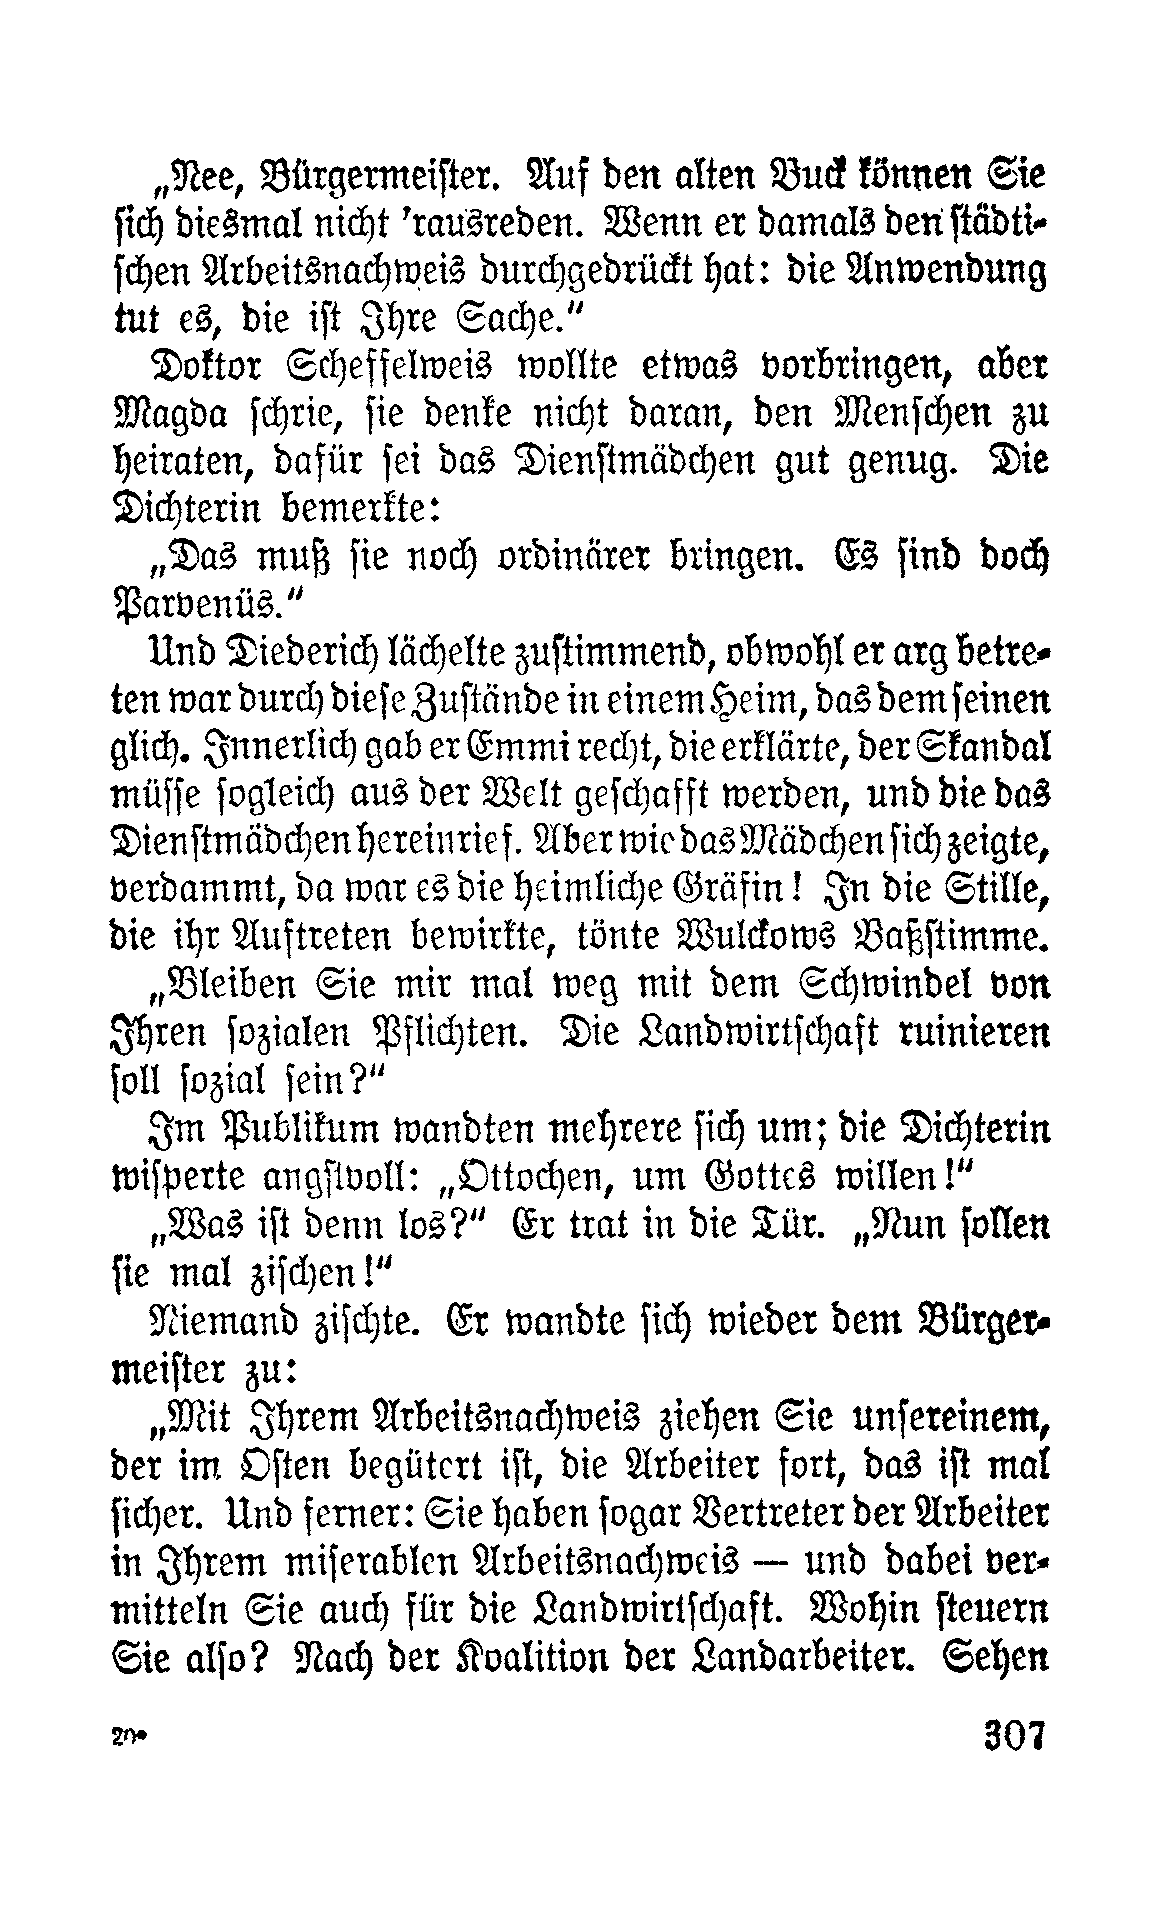 „Nee, Bürgermeister. Auf den alten Buck können Sie
sich diesmal nicht 'rausreden. Wenn er damals den städti-
schen Arbeitsnachweis durchgedrückt hat: die Anwendung
tut es, die ist Ihre Sache.“
Doktor Scheffelweis wollte etwas vorbringen, aber
Magda schrie, sie denke nicht daran, den Menschen zu
heiraten, dafür sei das Dienstmädchen gut genug. Die
Dichterin bemerkte:
„Das muß sie noch ordinärer bringen. Es sind doch
Parvenüs.“
Und Diederich lächelte zustimmend, obwohl er arg betre-
ten war durch diese Zustände in einem Heim, das dem seinen
glich. Innerlich gab er Emmi recht, die erklärte, der Skandal
müsse sogleich aus der Welt geschafft werden, und die das
Dienstmädchen hereinrief. Aber wie das Mädchen sich zeigte,
verdammt, da war es die heimliche Gräfin! In die Stille,
die ihr Auftreten bewirkte, tönte Wulckows Baßstimme.
„Bleiben Sie mir mal weg mit dem Schwindel von
Ihren sozialen Pflichten. Die Landwirtschaft ruinieren
soll sozial sein?“
Im Publikum wandten mehrere sich um; die Dichterin
wisperte angstvoll: „Ottochen, um Gottes willen!“
„Was ist denn los?“ Er trat in die Tür. „Nun sollen
sie mal zischen!“
Niemand zischte. Er wandte sich wieder dem Bürger-
meister zu:
„Mit Ihrem Arbeitsnachweis ziehen Sie unsereinem,
der im Osten begütert ist, die Arbeiter fort, das ist mal
sicher. Und ferner: Sie haben sogar Vertreter der Arbeiter
in Ihrem miserablen Arbeitsnachweis — und dabei ver-
mitteln Sie auch für die Landwirtschaft. Wohin steuern
Sie also? Nach der Koalition der Landarbeiter. Sehen
20*
307